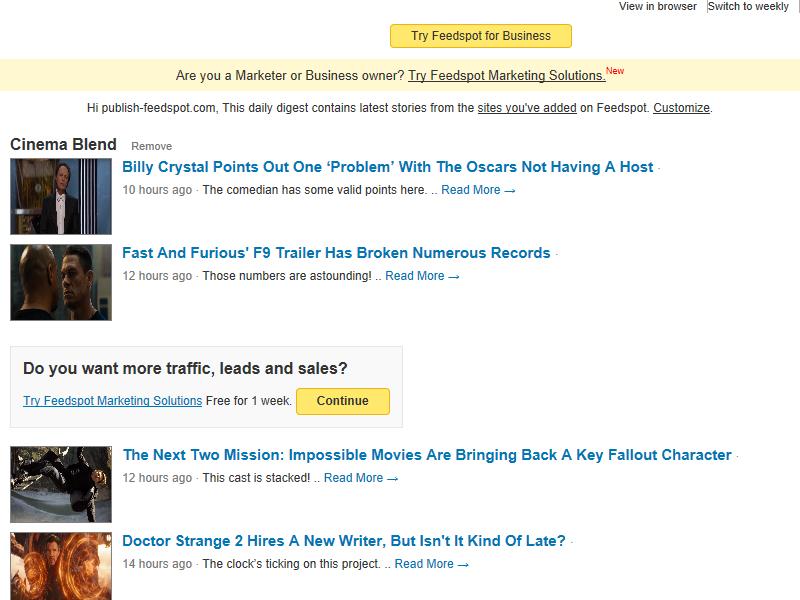 View in browser | Switch to weekly |
Try Feedspot for Business
Are you a Marketer or Business owner? Try Feedspot Marketing Solutions. New
Hi publish-feedspot.com, This daily digest contains latest stories from the sites you've added on Feedspot. Customize.
Cinema Blend Remove
Billy Crystal Points Out One ‘Problem’ With The Oscars Not Having A Host ·
10 hours ago · The comedian has some valid points here. .. Read More →
Fast And Furious' F9 Trailer Has Broken Numerous Records ·
12 hours ago · Those numbers are astounding! .. Read More →
Do you want more traffic, leads and sales?
Try Feedspot Marketing Solutions Free for 1 week. Continue
The Next Two Mission: Impossible Movies Are Bringing Back A Key Fallout Character ·
12 hours ago · This cast is stacked! .. Read More →
Doctor Strange 2 Hires A New Writer, But Isn't It Kind Of Late? ·
14 hours ago · The clock’s ticking on this project. .. Read More →